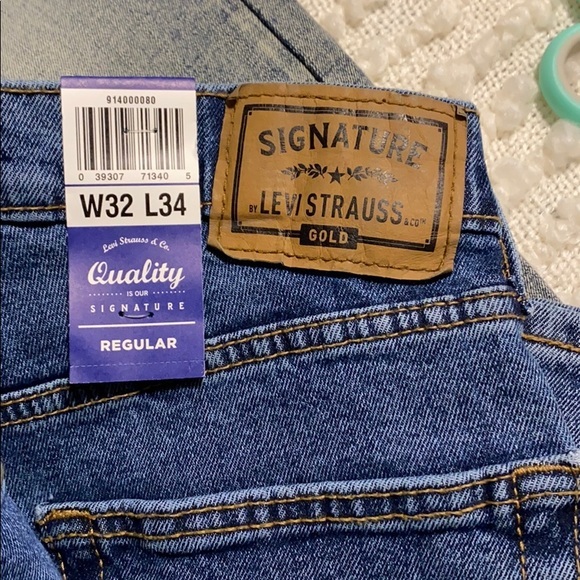 914000080
0 39307 71340 5
W32 L34
Levi Strauss & Co.
Quality
IS OUR
SIGNATURE
REGULAR
SIGNATURE
BY LEVI STRAUSS & CO™
GOLD